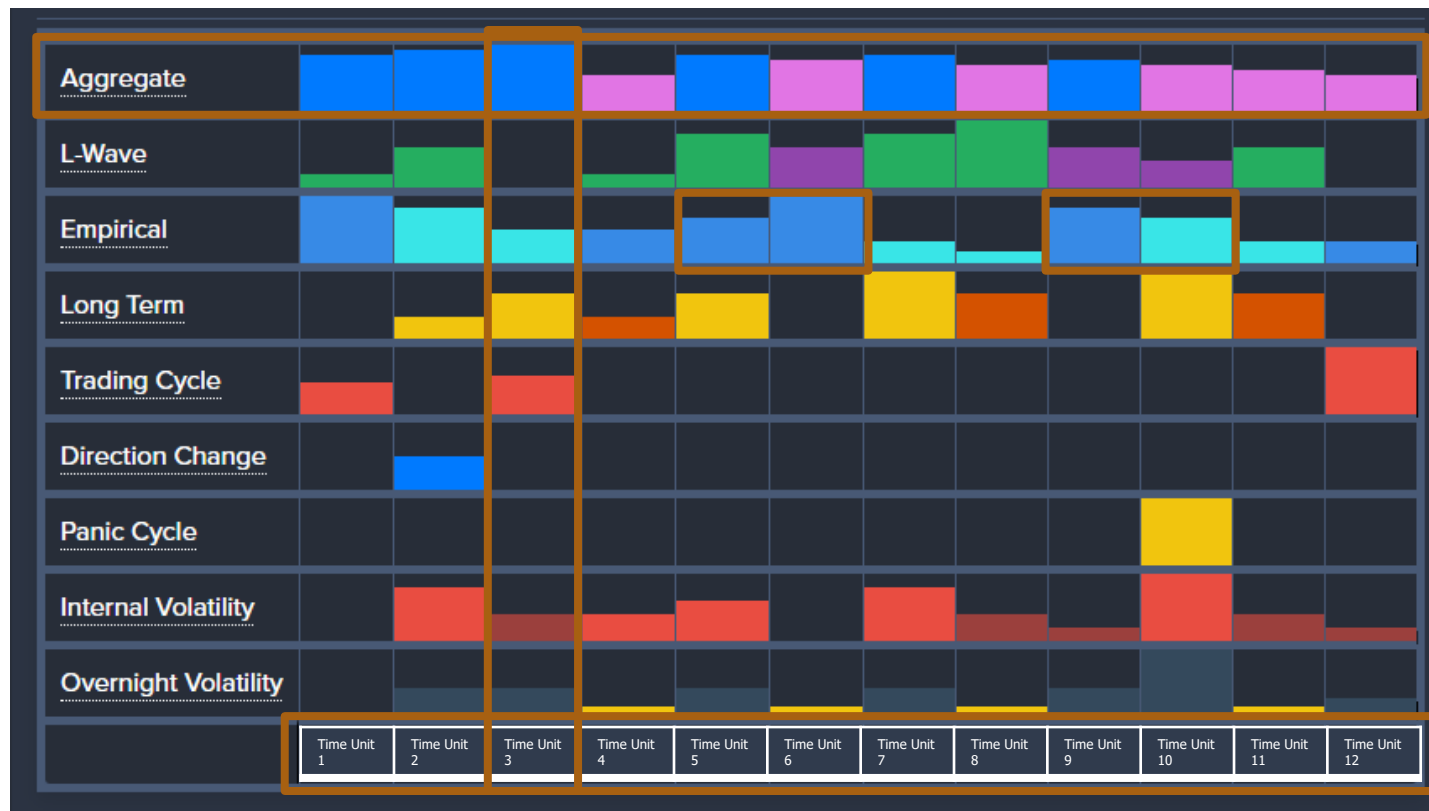 Aggregate
L-Wave
Empirical
Long Term
Trading Cycle
Direction Change
Panic Cycle
Internal Volatility
Overnight Volatility
Time Unit 1
Time Unit 2
Time Unit 3
Time Unit 4
Time Unit 5
Time Unit 6
Time Unit 7
Time Unit 8
Time Unit 9
Time Unit 10
Time Unit 11
Time Unit 12